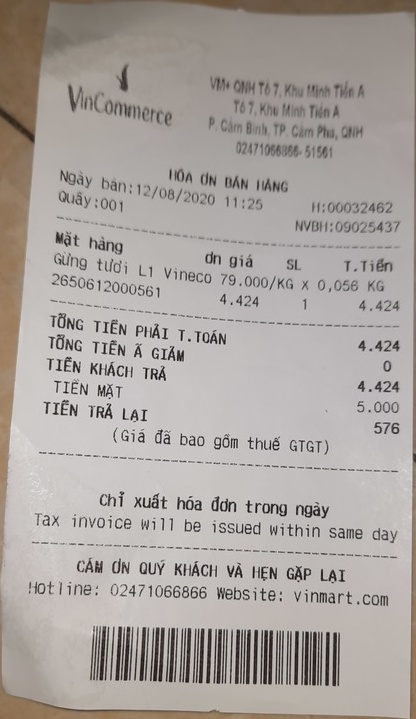 VinCommerce
VM+ QNH Tổ 7, Khu Minh Tiến A
Tổ 7, Khu Minh Tiến A
P. Cẩm Bình, TP. Cẩm Phả, QNH
02471066866- 51561
HÓA ĐN BÁN HÀNG
Ngày bán:12/08/2020 11:25 H:00032462
Quầy:001 NVBH:09025437
Mặt hàng đn giá SL T.Tiền
Gừng tươi L1 Vineco 79.000/KG X 0,056 KG
2650612000561 4.424 1 4.424
TỔNG TIỀN PHẢI T.TOÁN 4.424
TỔNG TIỀN Ã GIẢM 0
TIỀN KHÁCH TRẢ 4.424
TIỀN MẶT 5.000
TIỀN TRẢ LẠI 576
(Giá đã bao gồm thuế GTGT)
Chỉ xuất hóa đơn trong ngày
Tax invoice will be issued within same day
CẢM ƠN QUÝ KHÁCH VÀ HẸN GẶP LẠI
Hotline: 02471066866 Website: vinmart.com